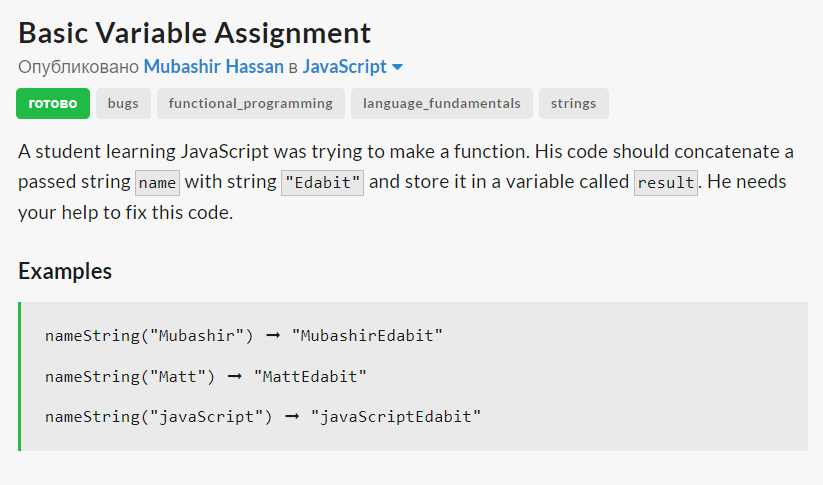 Basic Variable Assignment
Опубликовано Mubashir Hassan в JavaScript
готово bugs functional_programming language_fundamentals strings
A student learning JavaScript was trying to make a function. His code should concatenate a
passed string name with string "Edabit" and store it in a variable called result. He needs
your help to fix this code.
Examples
nameString("Mubashir") ➞ "MubashirEdabit"
nameString("Matt") ➞ "MattEdabit"
nameString("javaScript") ➞ "javaScriptEdabit"